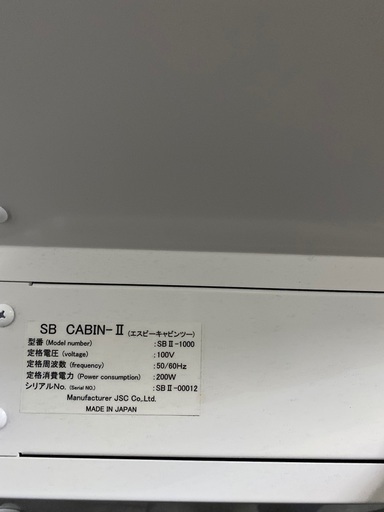 SB CABIN-Ⅱ (エスビーキャビンツー)
型番 (Model number) :SBⅡ-1000
定格電圧 (voltage) :100V
定格周波数 (frequency) :50/60Hz
定格消費電力 (Power consumption) :200W
シリアルNo. (Serial NO.) :SBⅡ-00012
Manufacturer JSC Co,.Ltd.
MADE IN JAPAN